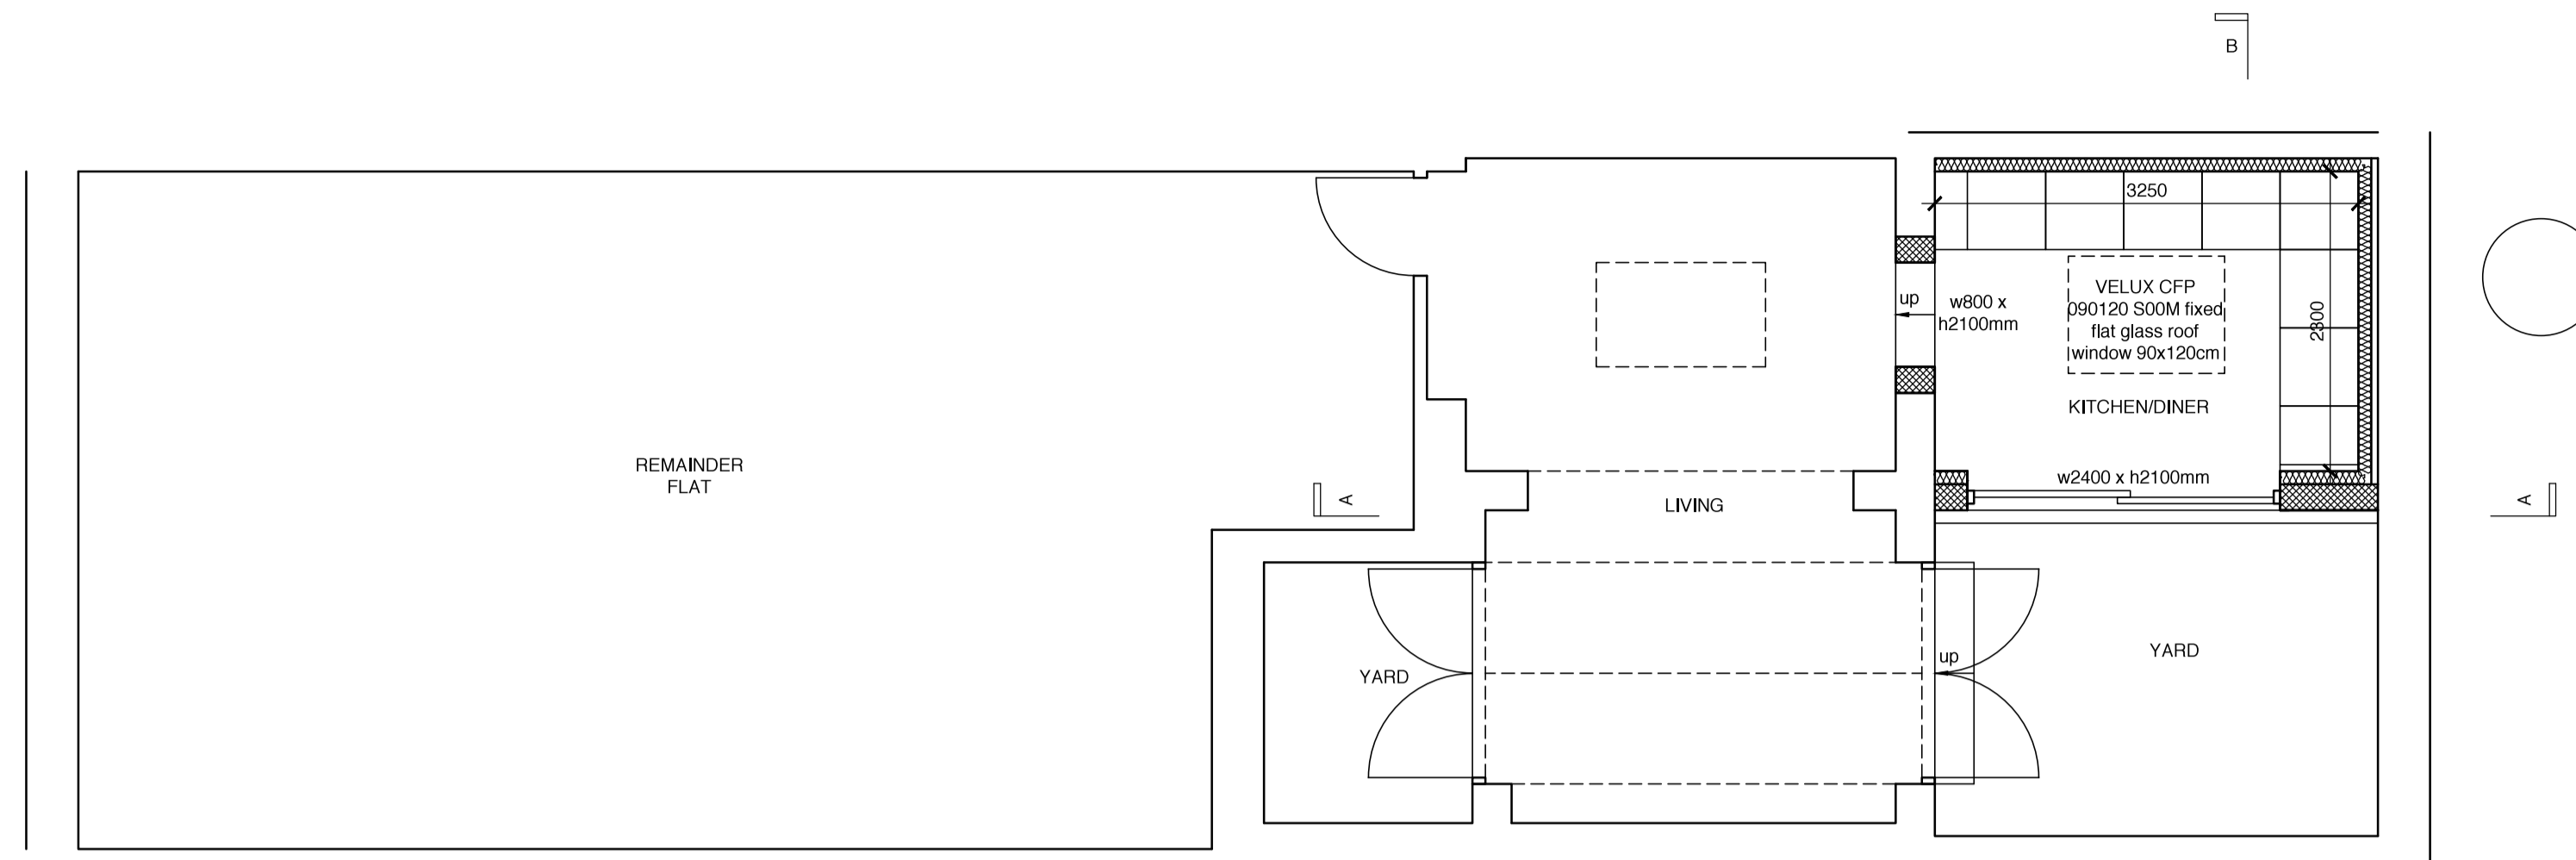 B
3250
VELUX CFP
090120 S00M fixed
flat glass roof
window 90x120cm
up
w800 x
h2100mm
2300
KITCHEN/DINER
REMAINDER
FLAT
w2400 x h2100mm
A
LIVING
A
YARD
up
YARD